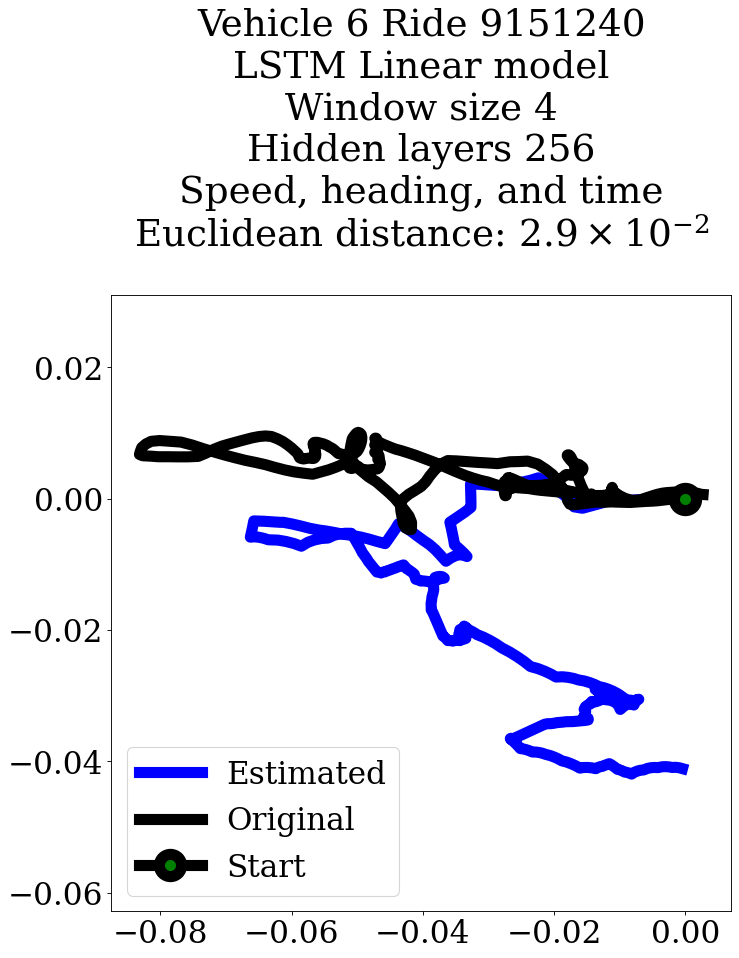 Vehicle 6 Ride 9151240
LSTM Linear model
Window size 4
Hidden layers 256
Speed, heading, and time
Euclidean distance: 2.9 × 10⁻²
0.02
0.00
−0.02
−0.04
−0.06
Estimated
Original
Start
−0.08 −0.06 −0.04 −0.02 0.00